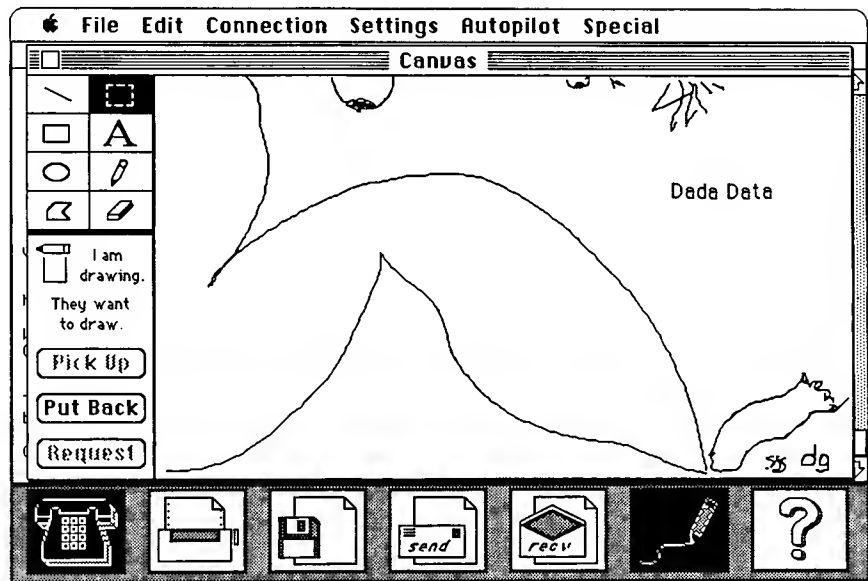 File Edit Connection Settings Autopilot Special
Canvas
A
I am
drawing.
They want
to draw.
Pick Up
Put Back
Request
Dada Data
dg
send
recv
?